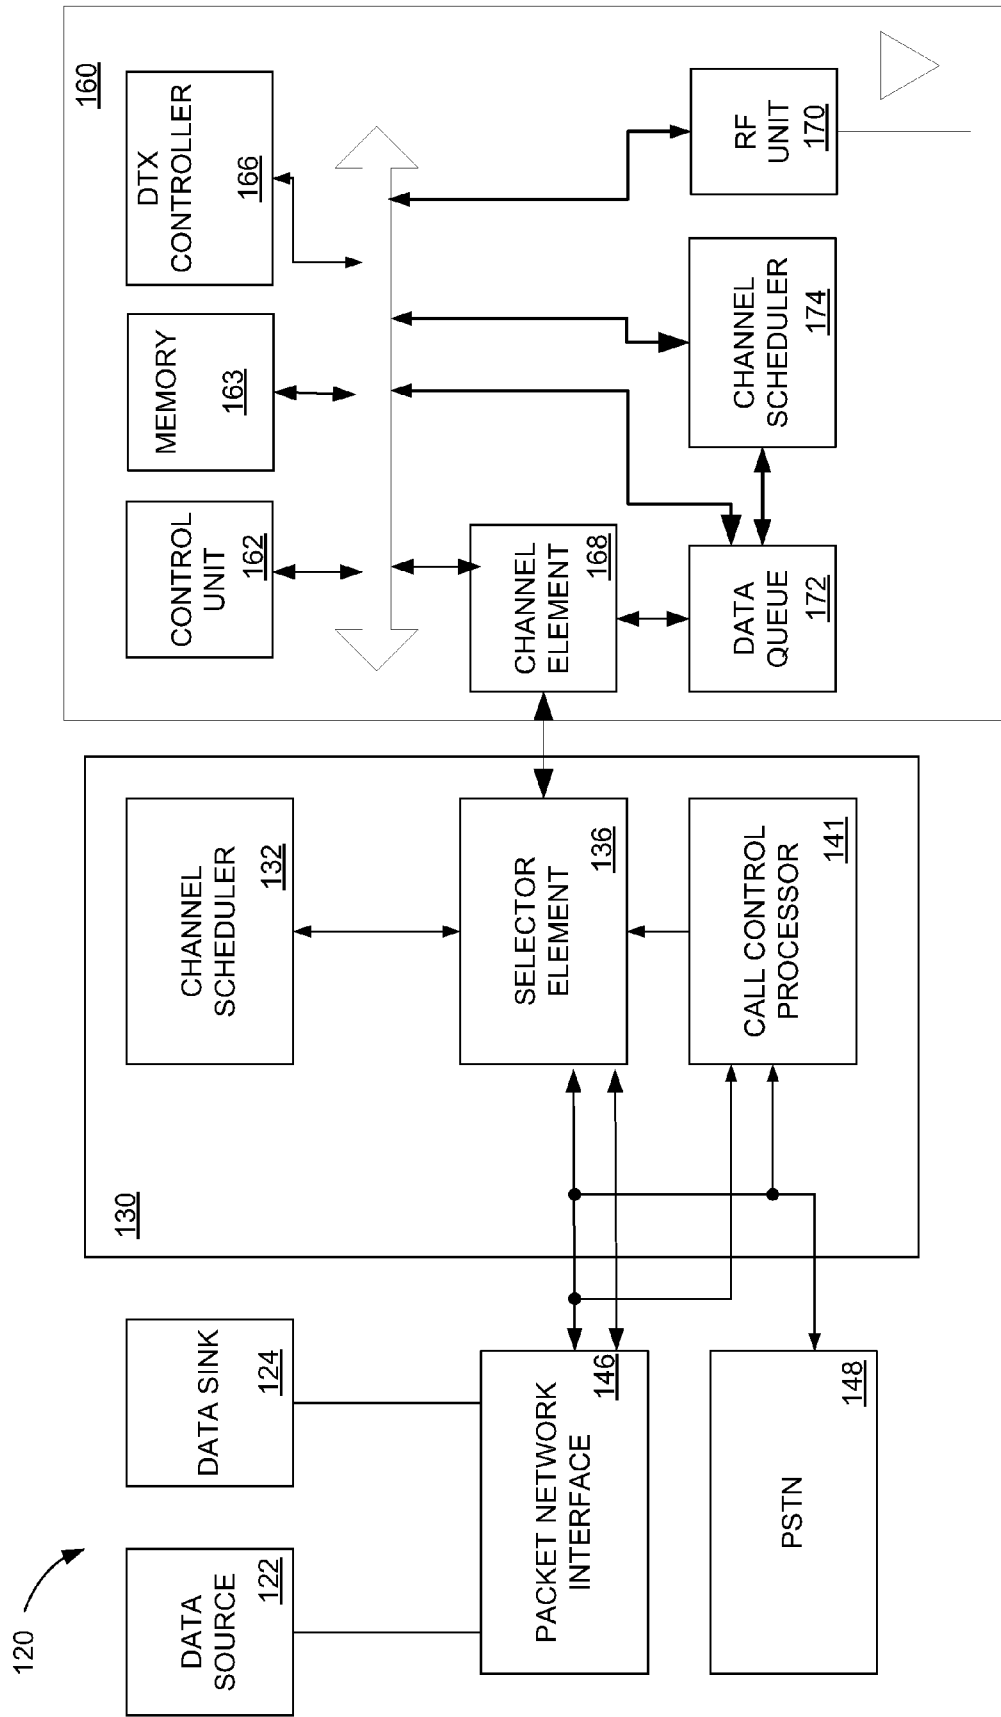 120
DATA
SOURCE
122
DATA SINK
124
PACKET NETWORK
INTERFACE
146
PSTN
148
130
CHANNEL
SCHEDULER
132
SELECTOR
ELEMENT
136
CALL CONTROL
PROCESSOR
141
160
CONTROL
UNIT
162
MEMORY
163
DTX
CONTROLLER
166
CHANNEL
ELEMENT
168
DATA
QUEUE
172
CHANNEL
SCHEDULER
174
RF
UNIT
170